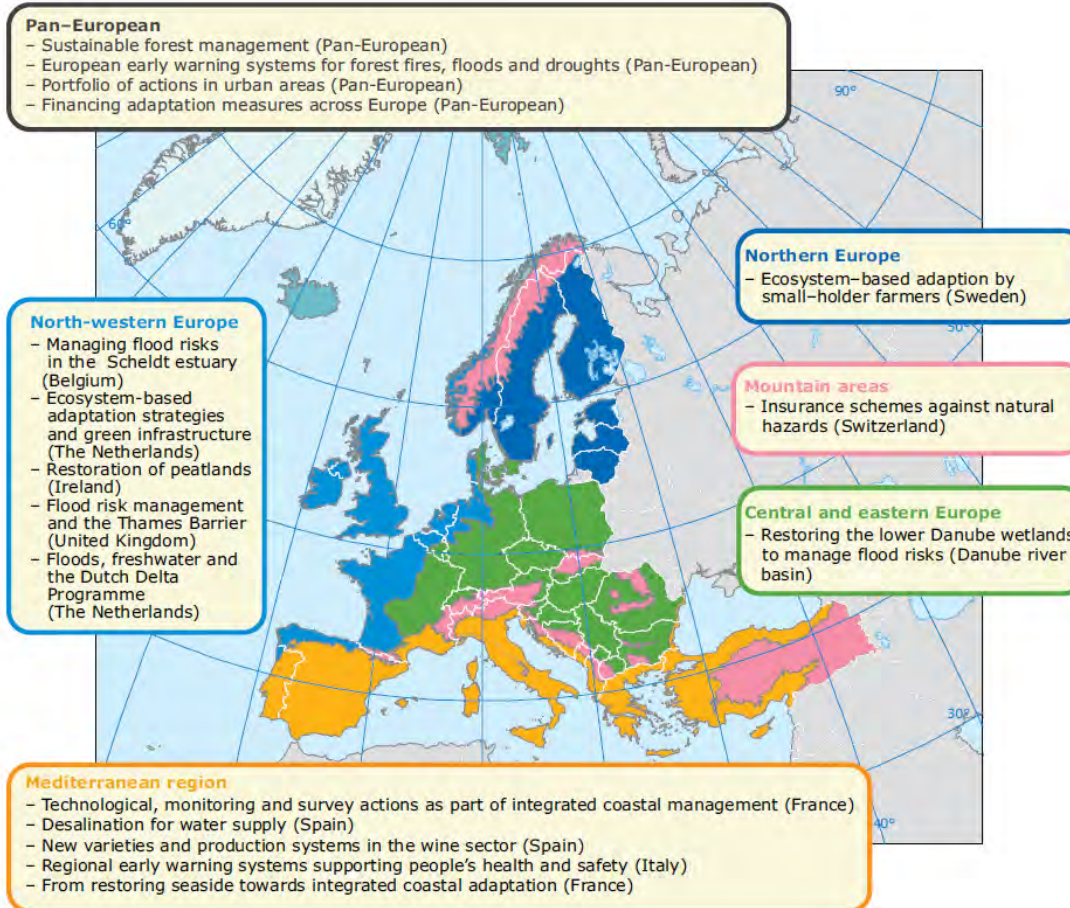 Pan–European
– Sustainable forest management (Pan-European)
– European early warning systems for forest fires, floods and droughts (Pan-European)
– Portfolio of actions in urban areas (Pan-European)
– Financing adaptation measures across Europe (Pan-European)
90°
60°
Northern Europe
– Ecosystem–based adaption by
small–holder farmers (Sweden)
50°
North-western Europe
– Managing flood risks
in the Scheldt estuary
(Belgium)
– Ecosystem-based
adaptation strategies
and green infrastructure
(The Netherlands)
– Restoration of peatlands
(Ireland)
– Flood risk management
and the Thames Barrier
(United Kingdom)
– Floods, freshwater and
the Dutch Delta
Programme
(The Netherlands)
Mountain areas
– Insurance schemes against natural
hazards (Switzerland)
Central and eastern Europe
– Restoring the lower Danube wetlands
to manage flood risks (Danube river
basin)
30°
40°
Mediterranean region
– Technological, monitoring and survey actions as part of integrated coastal management (France)
– Desalination for water supply (Spain)
– New varieties and production systems in the wine sector (Spain)
– Regional early warning systems supporting people's health and safety (Italy)
– From restoring seaside towards integrated coastal adaptation (France)